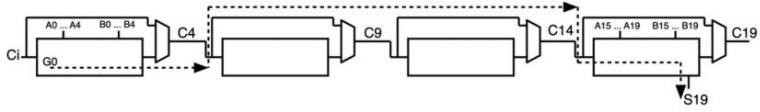 A0 ... A4 B0 ... B4 C4 C9 C14 A15 ... A19 B15 ... B19 C19
Ci
G0
S19